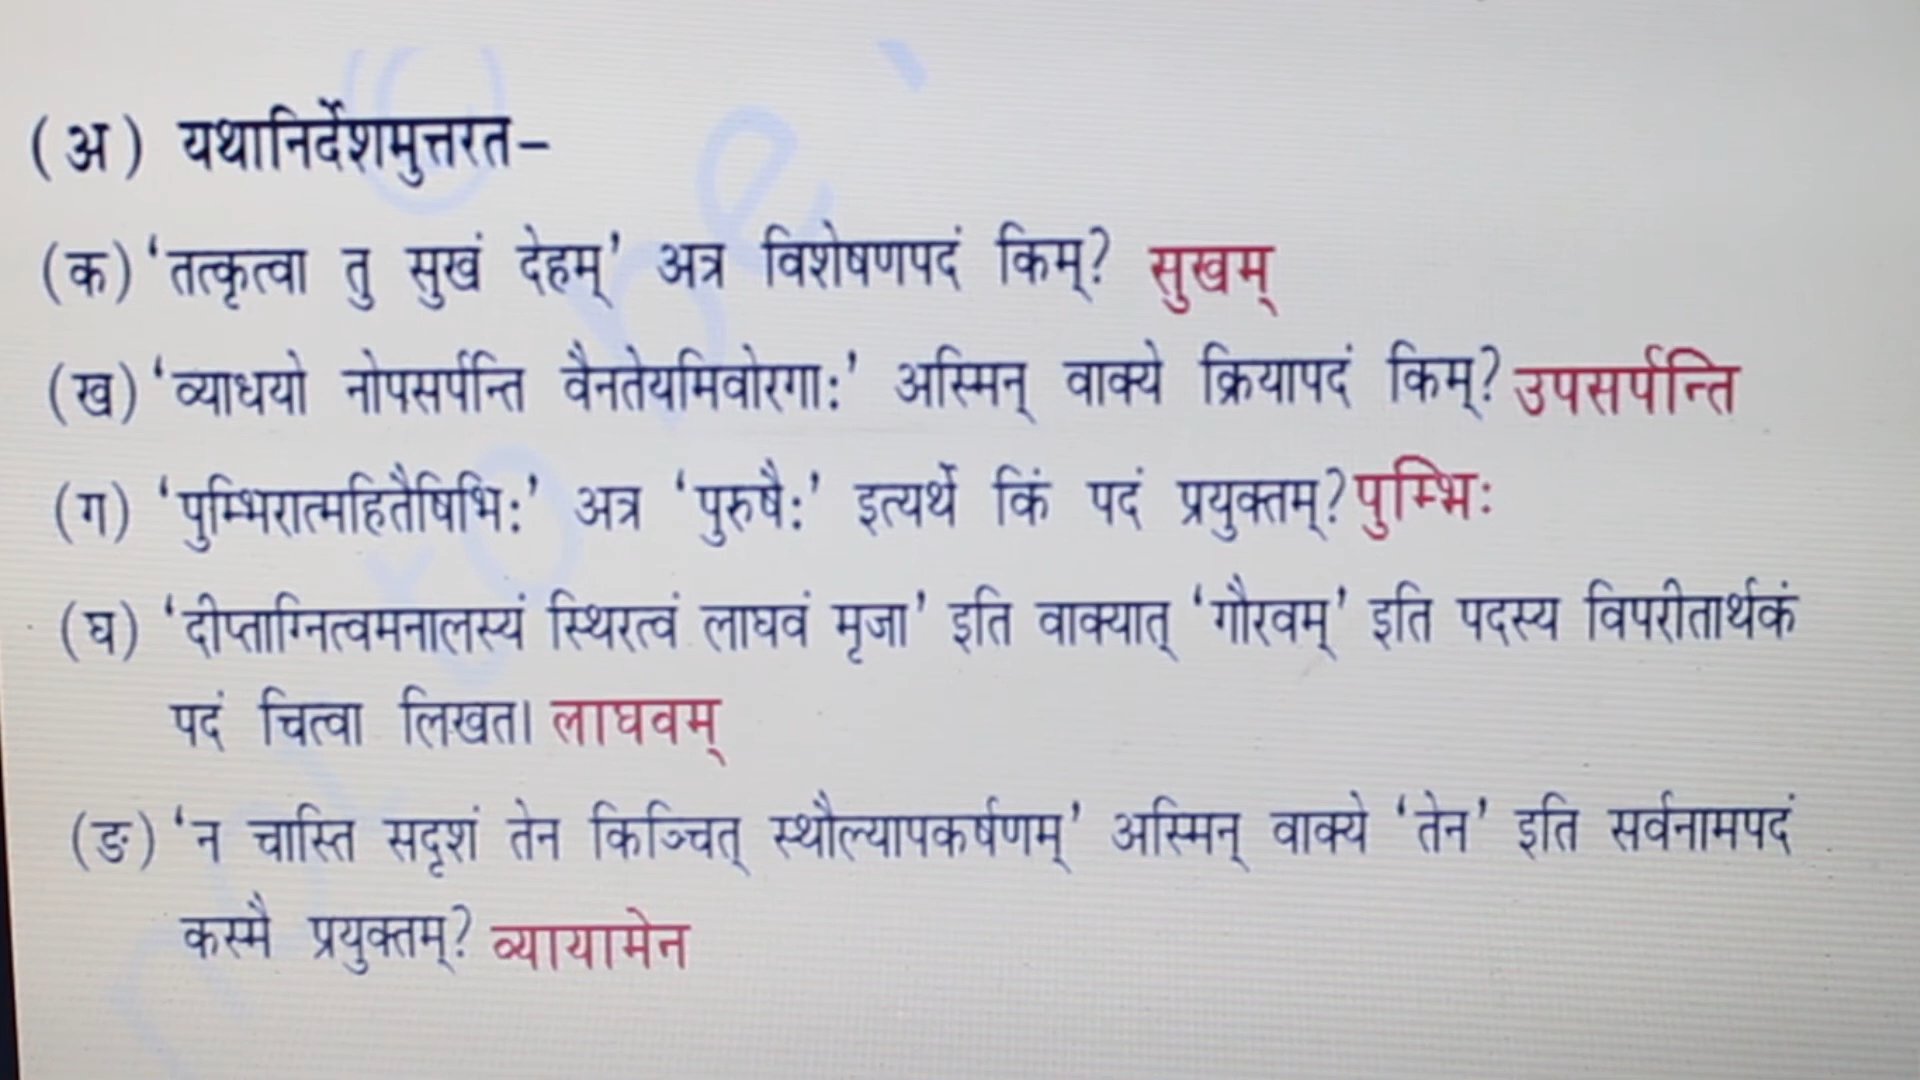 (अ) यथानिर्देशमुत्तरत–
(क) ‘तत्कृत्वा तु सुखं देहम्’ अत्र विशेषणपदं किम्? सुखम्
(ख) ‘व्याधयो नोपसर्पन्ति वैनतेयमिवोरगाः’ अस्मिन् वाक्ये क्रियापदं किम्? उपसर्पन्ति
(ग) ‘पुम्भिरात्महितैषिभिः’ अत्र ‘पुरुषैः’ इत्यर्थे किं पदं प्रयुक्तम्? पुम्भिः
(घ) ‘दीप्ताग्नित्वमनालस्यं स्थिरत्वं लाघवं मृजा’ इति वाक्यात् ‘गौरवम्’ इति पदस्य विपरीतार्थकं
पदं चित्वा लिखत। लाघवम्
(ङ) ‘न चास्ति सदृशं तेन किञ्चित् स्थौल्यापकर्षणम्’ अस्मिन् वाक्ये ‘तेन’ इति सर्वनामपदं
कस्मै प्रयुक्तम्? व्यायामेन